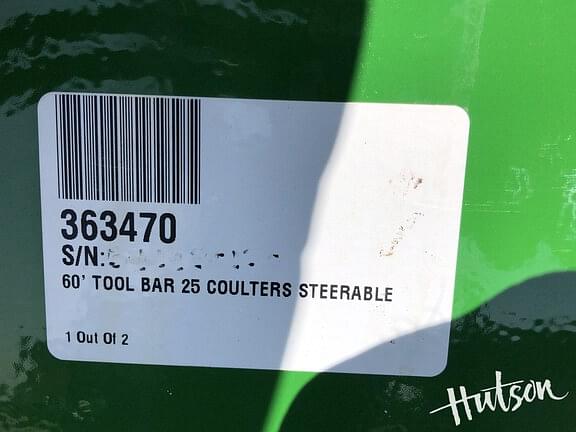 363470
S/N:
60' TOOL BAR 25 COULTERS STEERABLE
1 Out Of 2
Hutson